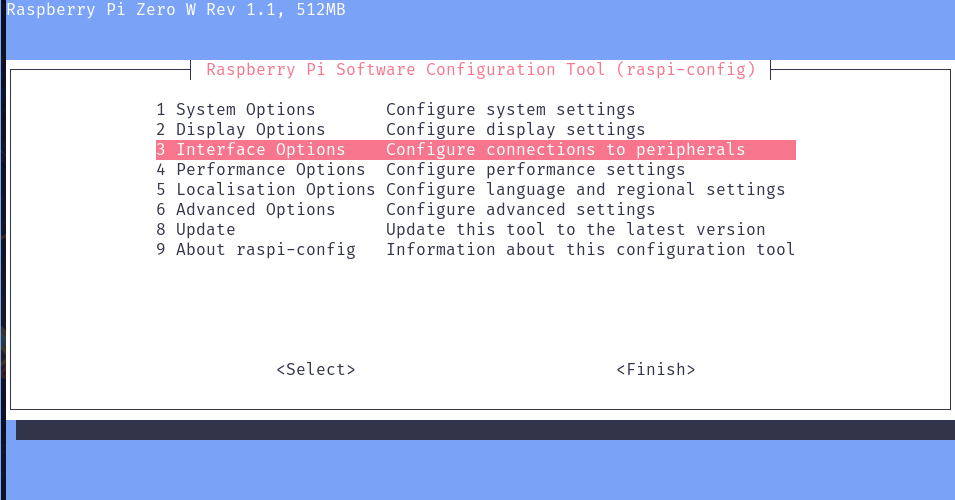 Raspberry Pi Zero W Rev 1.1, 512MB
Raspberry Pi Software Configuration Tool (raspi-config)
1 System Options Configure system settings
2 Display Options Configure display settings
3 Interface Options Configure connections to peripherals
4 Performance Options Configure performance settings
5 Localisation Options Configure language and regional settings
6 Advanced Options Configure advanced settings
8 Update Update this tool to the latest version
9 About raspi-config Information about this configuration tool
<Select> <Finish>